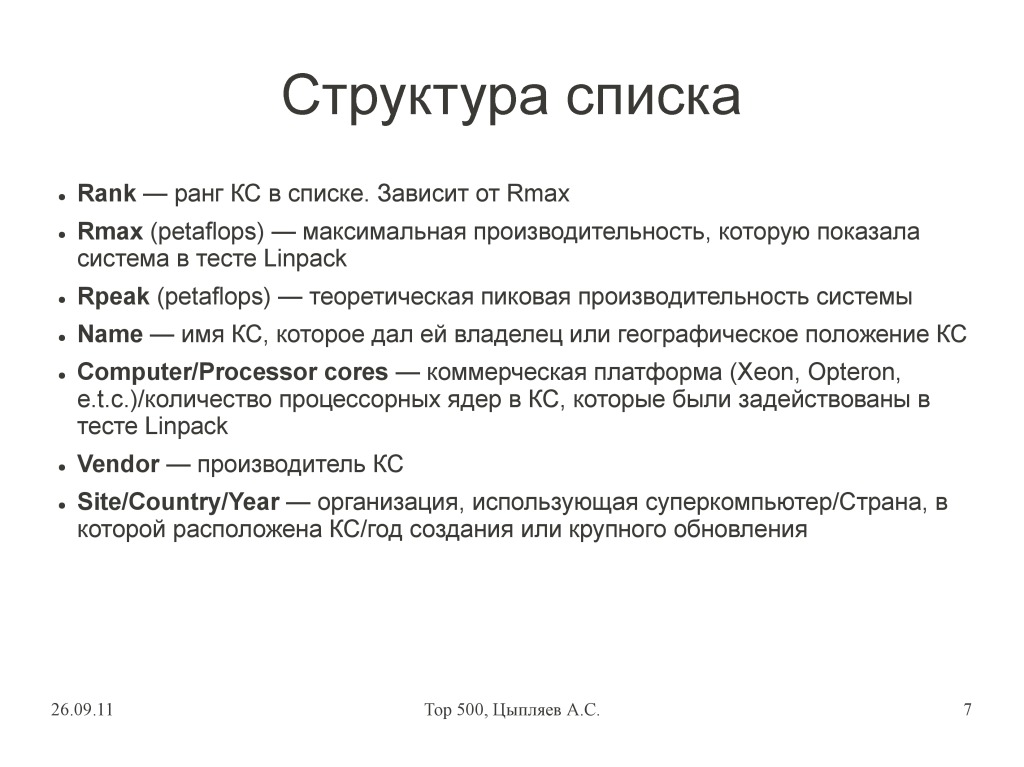 Структура списка
● Rank — ранг КС в списке. Зависит от Rmax
● Rmax (petaflops) — максимальная производительность, которую показала
система в тесте Linpack
● Rpeak (petaflops) — теоретическая пиковая производительность системы
● Name — имя КС, которое дал ей владелец или географическое положение КС
● Computer/Processor cores — коммерческая платформа (Xeon, Opteron,
e.t.c.)/количество процессорных ядер в КС, которые были задействованы в
тесте Linpack
● Vendor — производитель КС
● Site/Country/Year — организация, использующая суперкомпьютер/Страна, в
которой расположена КС/год создания или крупного обновления
26.09.11
Top 500, Цыпляев А.С.
7